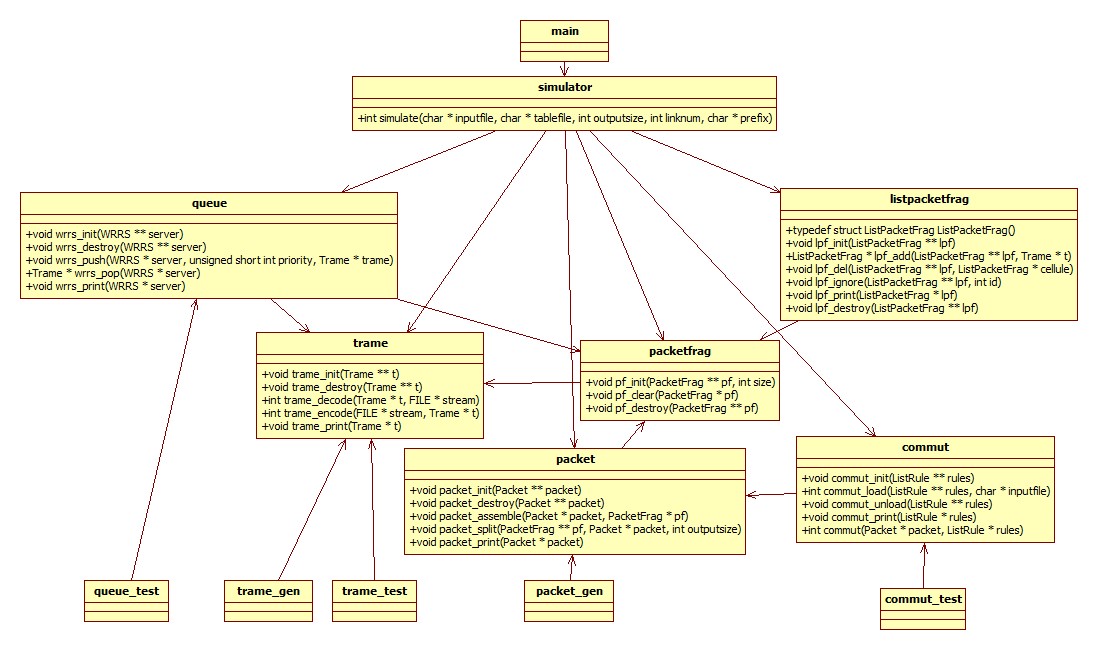 main
simulator
+int simulate(char * inputfile, char * tablefile, int outputsize, int linknum, char * prefix)
queue
+void wrrs_init(WRRS ** server)
+void wrrs_destroy(WRRS ** server)
+void wrrs_push(WRRS * server, unsigned short int priority, Trame * trame)
+Trame * wrrs_pop(WRRS * server)
+void wrrs_print(WRRS * server)
listpacketfrag
+typedef struct ListPacketFrag ListPacketFrag()
+void lpf_init(ListPacketFrag ** lpf)
+ListPacketFrag * lpf_add(ListPacketFrag ** lpf, Trame * t)
+void lpf_del(ListPacketFrag ** lpf, ListPacketFrag * cellule)
+void lpf_ignore(ListPacketFrag ** lpf, int id)
+void lpf_print(ListPacketFrag * lpf)
+void lpf_destroy(ListPacketFrag ** lpf)
trame
+void trame_init(Trame ** t)
+void trame_destroy(Trame ** t)
+int trame_decode(Trame * t, FILE * stream)
+int trame_encode(FILE * stream, Trame * t)
+void trame_print(Trame * t)
packetfrag
+void pf_init(PacketFrag ** pf, int size)
+void pf_clear(PacketFrag * pf)
+void pf_destroy(PacketFrag ** pf)
packet
+void packet_init(Packet ** packet)
+void packet_destroy(Packet ** packet)
+void packet_assemble(Packet * packet, PacketFrag * pf)
+void packet_split(PacketFrag ** pf, Packet * packet, int outputsize)
+void packet_print(Packet * packet)
commut
+void commut_init(ListRule ** rules)
+int commut_load(ListRule ** rules, char * inputfile)
+void commut_unload(ListRule ** rules)
+void commut_print(ListRule * rules)
+int commut(Packet * packet, ListRule * rules)
queue_test
trame_gen
trame_test
packet_gen
commut_test